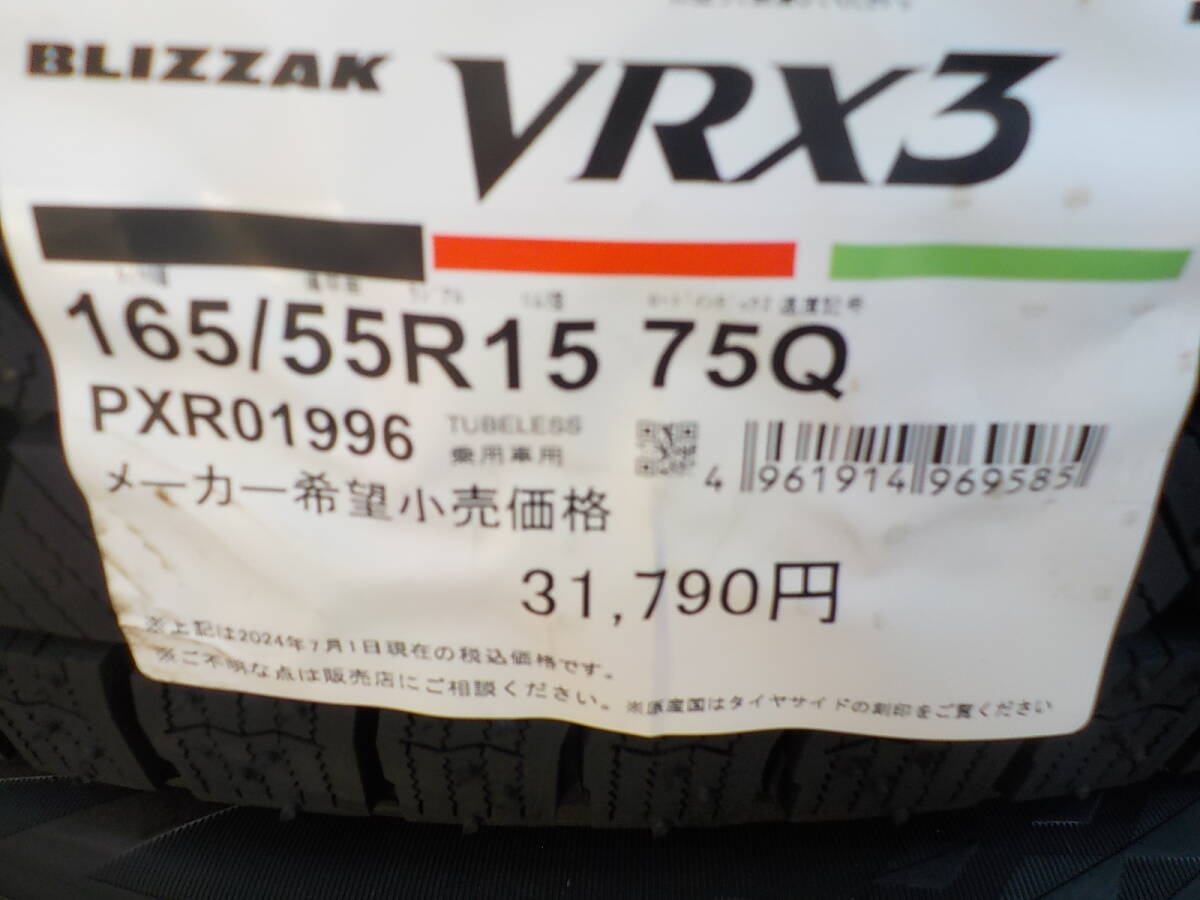 BLIZZAK VRX3
速度記号
165/55R15 75Q
PXR01996
TUBELESS
乗用車用
4 961914 969585
メーカー希望小売価格
31,790円
※上記は2024年7月1日現在の税込価格です。
※ご不明な点は販売店にご相談ください。
※原産国はタイヤサイドの刻印をご覧ください